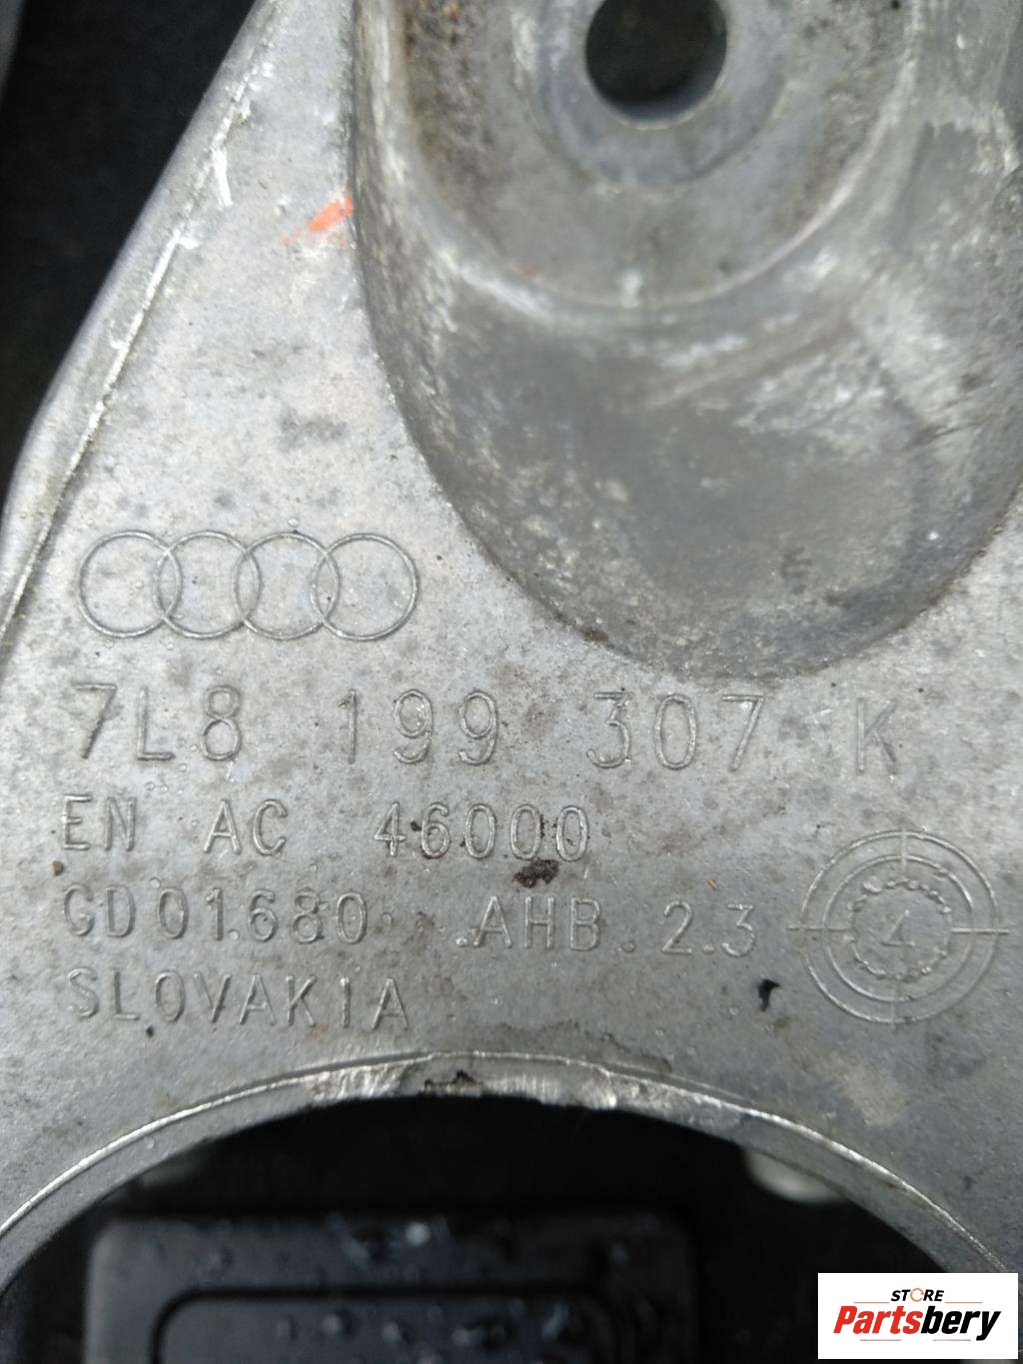 7L8 199 307 K
EN AC 46000
GD01680 AHB.2.3
4
SLOVAKIA
STORE
Partsbery